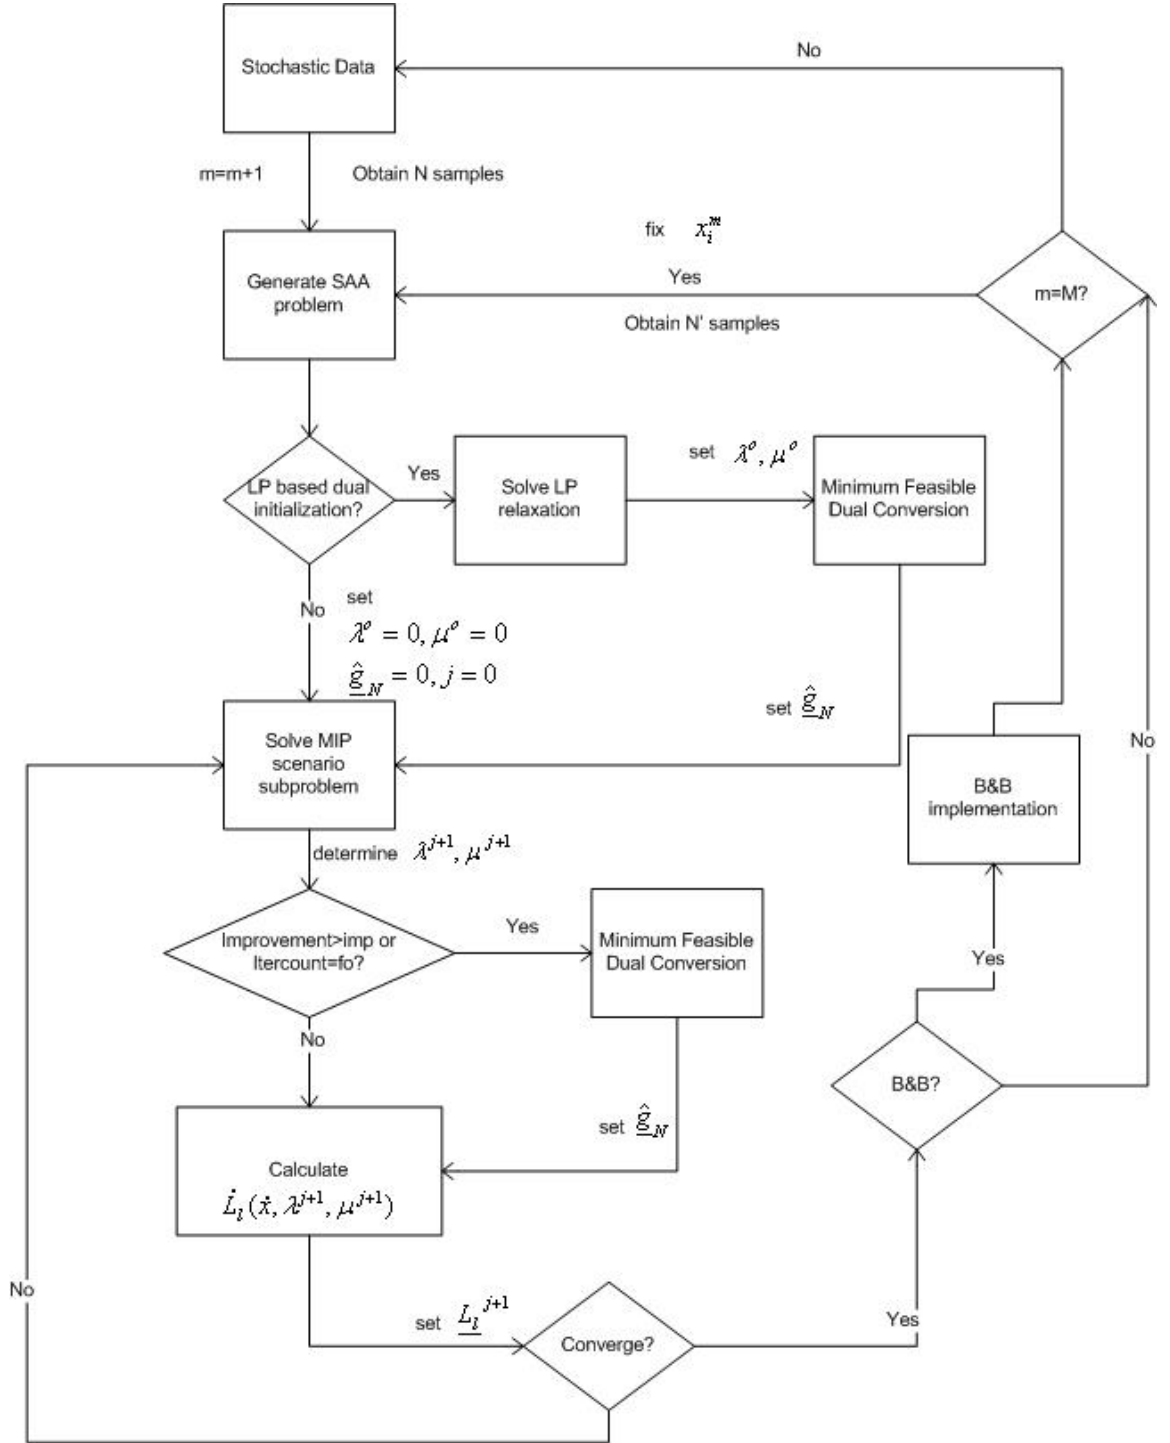 No
Stochastic Data
m=m+1
Obtain N samples
fix x_i^m
Generate SAA
problem
Yes
m=M?
Obtain N' samples
LP based dual
initialization?
Yes
Solve LP
relaxation
set λ^o, μ^o
Minimum Feasible
Dual Conversion
No
set
λ^o = 0, μ^o = 0
ĝ_N = 0, j = 0
set ĝ_N
Solve MIP
scenario
subproblem
No
B&B
implementation
determine λ^{j+1}, μ^{j+1}
Improvement>imp or
Itercount=fo?
Yes
Minimum Feasible
Dual Conversion
Yes
No
B&B?
set ĝ_N
Calculate
L̇_l(ẋ, λ^{j+1}, μ^{j+1})
No
set L_l^{j+1}
Converge?
Yes